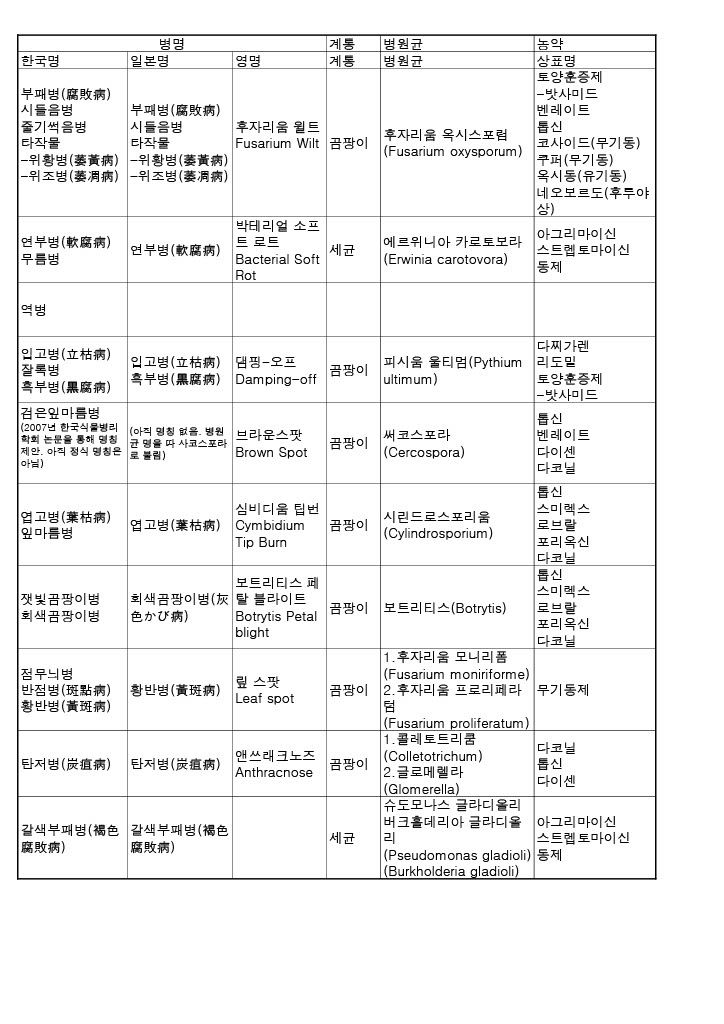 병명 계통 병원균 농약
한국명 일본명 영명 계통 병원균 상표명
부패병(腐敗病)
시들음병
줄기썩음병
타작물
-위황병(萎黃病)
-위조병(萎凋病)
부패병(腐敗病)
시들음병
타작물
-위황병(萎黃病)
-위조병(萎凋病)
후자리움 윌트
Fusarium Wilt
곰팡이
후자리움 옥시스포럼
(Fusarium oxysporum)
토양훈증제
-밧사미드
벤레이트
톱신
코사이드(무기동)
쿠퍼(무기동)
옥시동(유기동)
네오보르도(후투야
상)
연부병(軟腐病)
무름병
연부병(軟腐病)
박테리얼 소프
트 로트
Bacterial Soft
Rot
세균
에르위니아 카로토보라
(Erwinia carotovora)
아그리마이신
스트렙토마이신
동제
역병
입고병(立枯病)
잘록병
흑부병(黒腐病)
입고병(立枯病)
흑부병(黒腐病)
댐핑-오프
Damping-off
곰팡이
피시움 울티멈(Pythium
ultimum)
다찌가렌
리도밀
토양훈증제
-밧사미드
검은잎마름병
(2007년 한국식물병리
학회 논문을 통해 명칭
제안. 아직 정식 명칭은
아님)
(아직 명칭 없음. 병원
균 명을 따 사코스포라
로 불림)
브라운스팟
Brown Spot
곰팡이
써코스포라
(Cercospora)
톱신
벤레이트
다이센
다코닐
엽고병(葉枯病)
잎마름병
엽고병(葉枯病)
심비디움 팁번
Cymbidium
Tip Burn
곰팡이
시린드로스포리움
(Cylindrosporium)
톱신
스미렉스
로브랄
포리옥신
다코닐
잿빛곰팡이병
회색곰팡이병
회색곰팡이병(灰
色かび病)
보트리티스 페
탈 블라이트
Botrytis Petal
blight
곰팡이
보트리티스(Botrytis)
톱신
스미렉스
로브랄
포리옥신
다코닐
점무늬병
반점병(斑點病)
황반병(黃斑病)
황반병(黃斑病)
맆 스팟
Leaf spot
곰팡이
1.후자리움 모니리폼
(Fusarium moniriforme)
2.후자리움 프로리페라
텀
(Fusarium proliferatum)
무기동제
탄저병(炭疽病)
탄저병(炭疽病)
앤쓰래크노즈
Anthracnose
곰팡이
1.콜레토트리쿰
(Colletotrichum)
2.글로메렐라
(Glomerella)
다코닐
톱신
다이센
갈색부패병(褐色
腐敗病)
갈색부패병(褐色
腐敗病)
세균
슈도모나스 글라디올리
버크홀데리아 글라디올
리
(Pseudomonas gladioli)
(Burkholderia gladioli)
아그리마이신
스트렙토마이신
동제